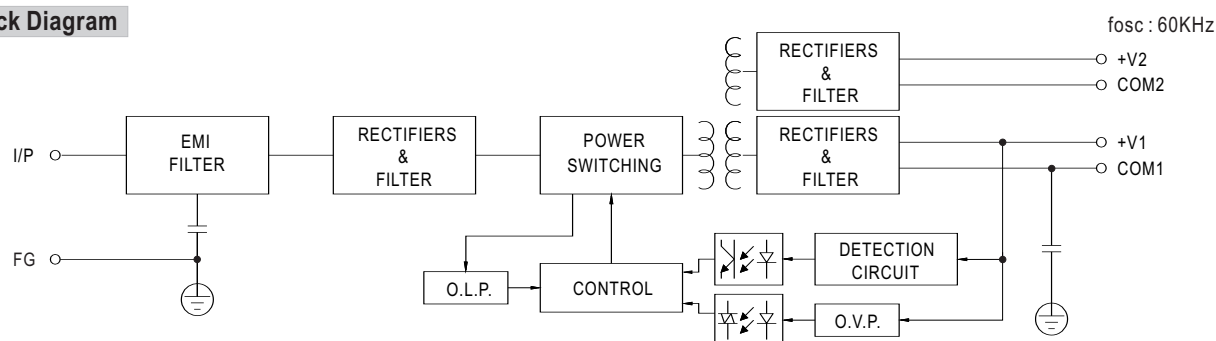 ck Diagram
fosc : 60KHz
RECTIFIERS
&
FILTER
+V2
COM2
I/P
EMI
FILTER
RECTIFIERS
&
FILTER
POWER
SWITCHING
RECTIFIERS
&
FILTER
+V1
COM1
FG
O.L.P.
CONTROL
DETECTION
CIRCUIT
O.V.P.